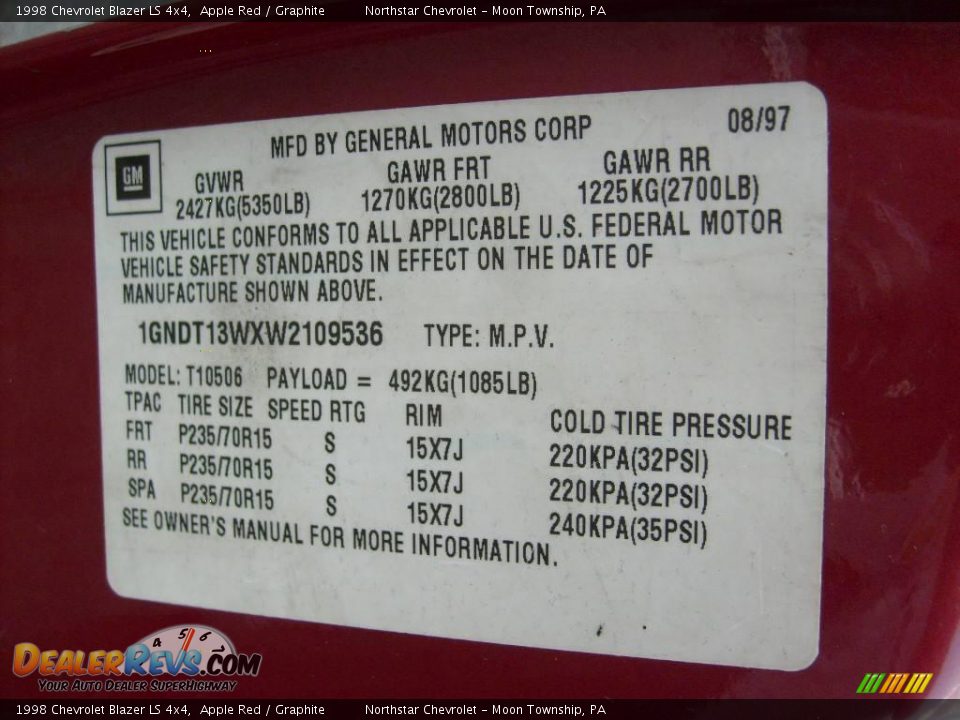 1998 Chevrolet Blazer LS 4x4, Apple Red / Graphite Northstar Chevrolet - Moon Township, PA
MFD BY GENERAL MOTORS CORP 08/97
GM
GVWR GAWR FRT GAWR RR
2427KG(5350LB) 1270KG(2800LB) 1225KG(2700LB)
THIS VEHICLE CONFORMS TO ALL APPLICABLE U.S. FEDERAL MOTOR
VEHICLE SAFETY STANDARDS IN EFFECT ON THE DATE OF
MANUFACTURE SHOWN ABOVE.
1GNDT13WXW2109536 TYPE: M.P.V.
MODEL: T10506 PAYLOAD = 492KG(1085LB)
TPAC TIRE SIZE SPEED RTG RIM COLD TIRE PRESSURE
FRT P235/70R15 S 15X7J 220KPA(32PSI)
RR P235/70R15 S 15X7J 220KPA(32PSI)
SPA P235/70R15 S 15X7J 240KPA(35PSI)
SEE OWNER'S MANUAL FOR MORE INFORMATION.
4 5 6
DEALERREVS.COM
YOUR AUTO DEALER SUPERHIGHWAY
1998 Chevrolet Blazer LS 4x4, Apple Red / Graphite Northstar Chevrolet - Moon Township, PA